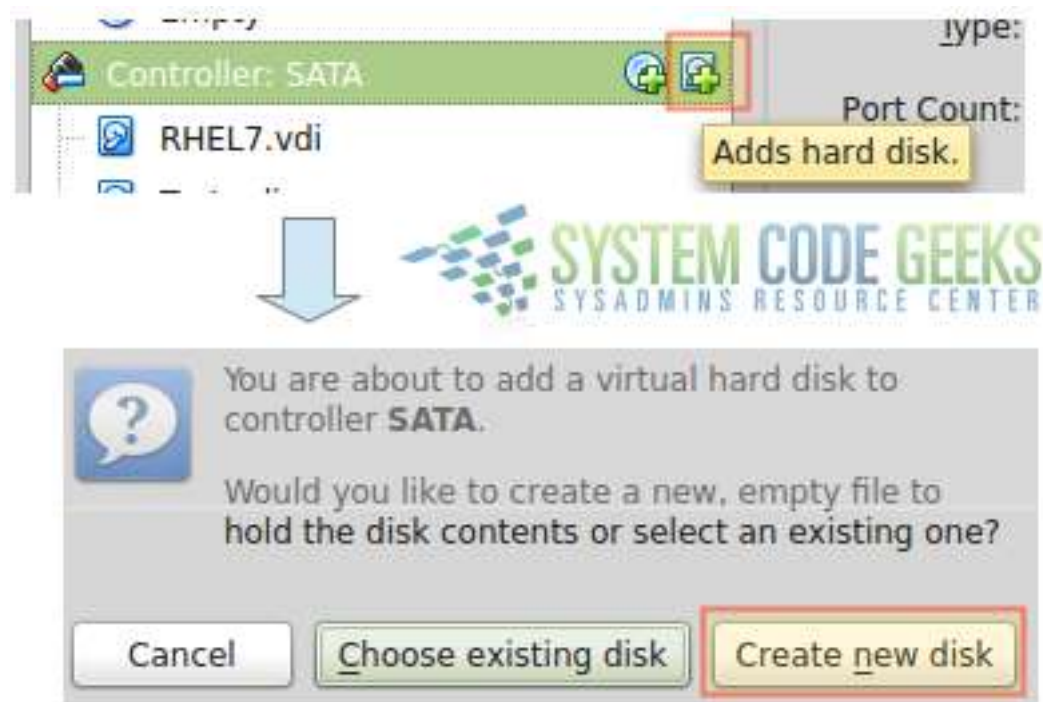 Type:
Controller: SATA
Port Count:
RHEL7.vdi
Adds hard disk.
SYSTEM CODE GEEKS
SYSADMINS RESOURCE CENTER
You are about to add a virtual hard disk to
controller SATA.
Would you like to create a new, empty file to
hold the disk contents or select an existing one?
Cancel
Choose existing disk
Create new disk